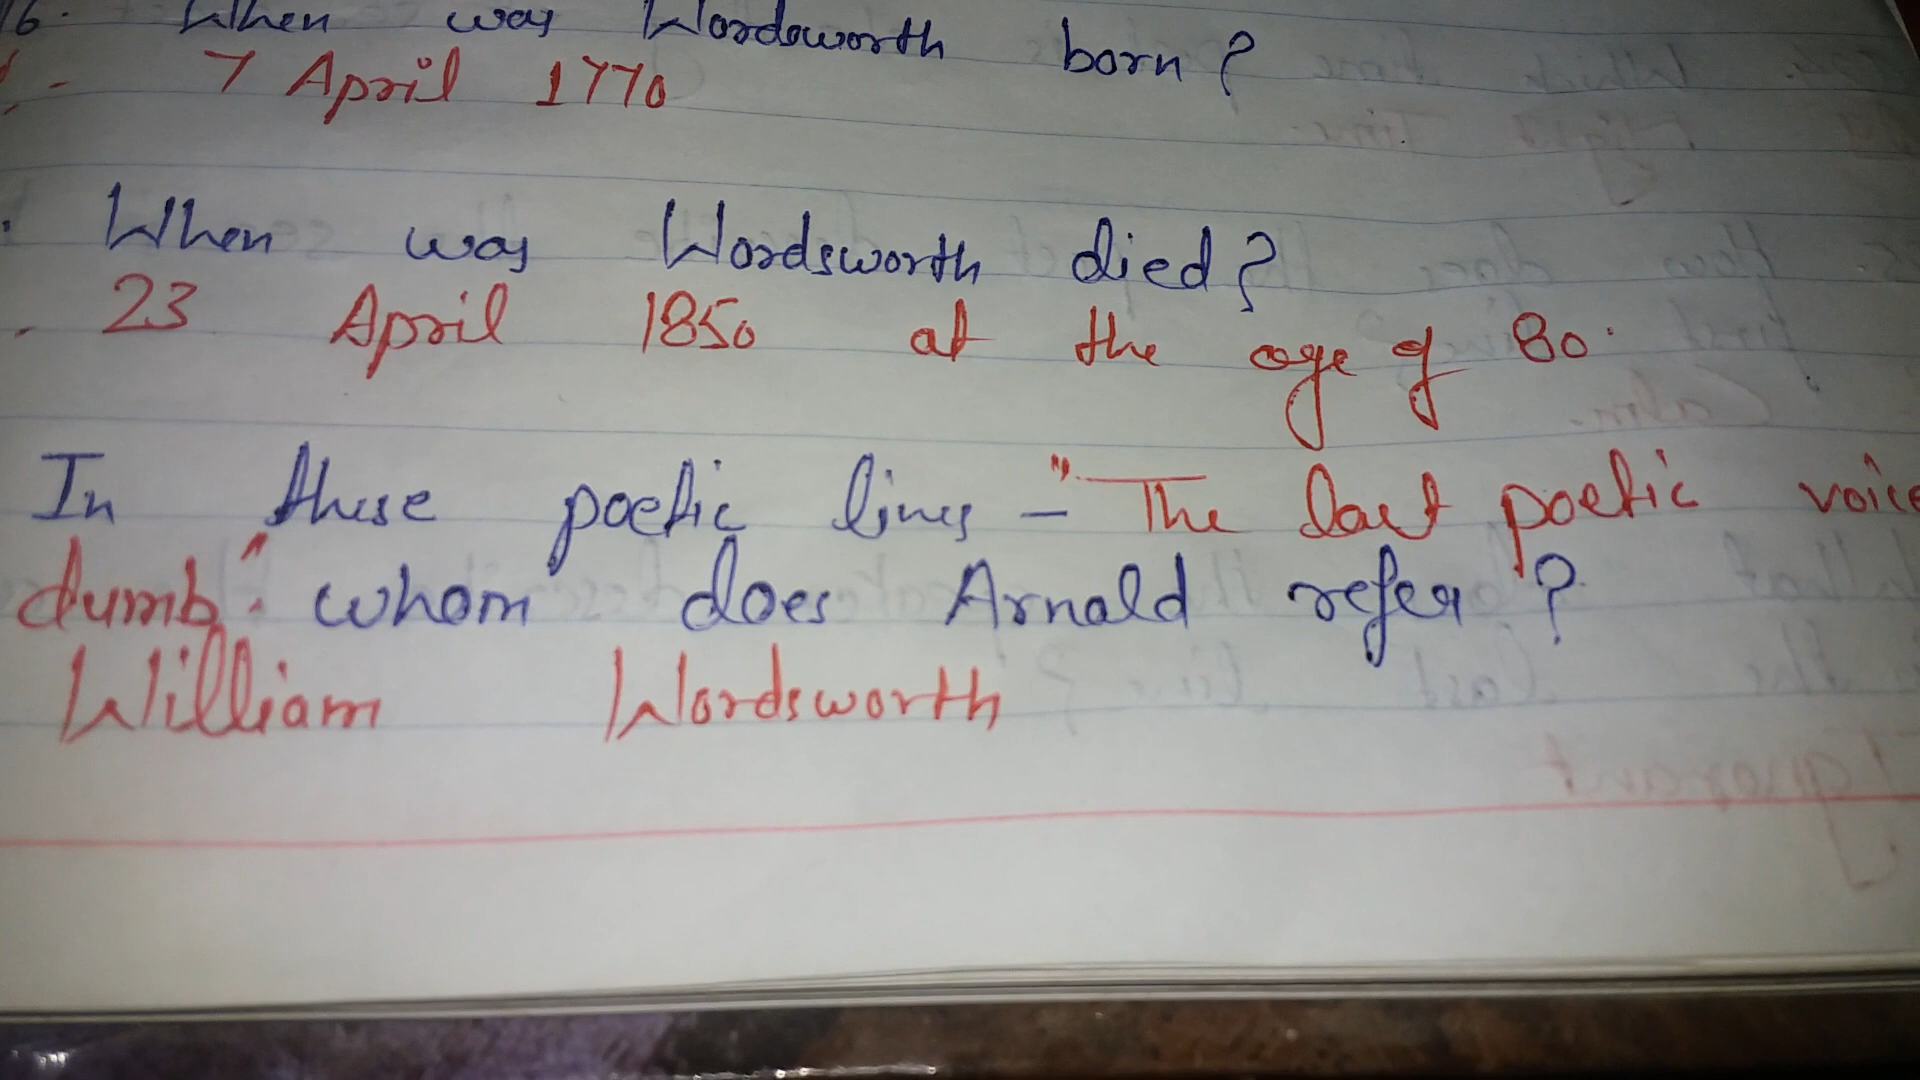 16. When was Wordsworth born?
7 April 1770
When was Wordsworth died?
23 April 1850 at the age of 80.
In these poetic lines - "The last poetic voice
dumb". whom does Arnold refer?
William Wordsworth